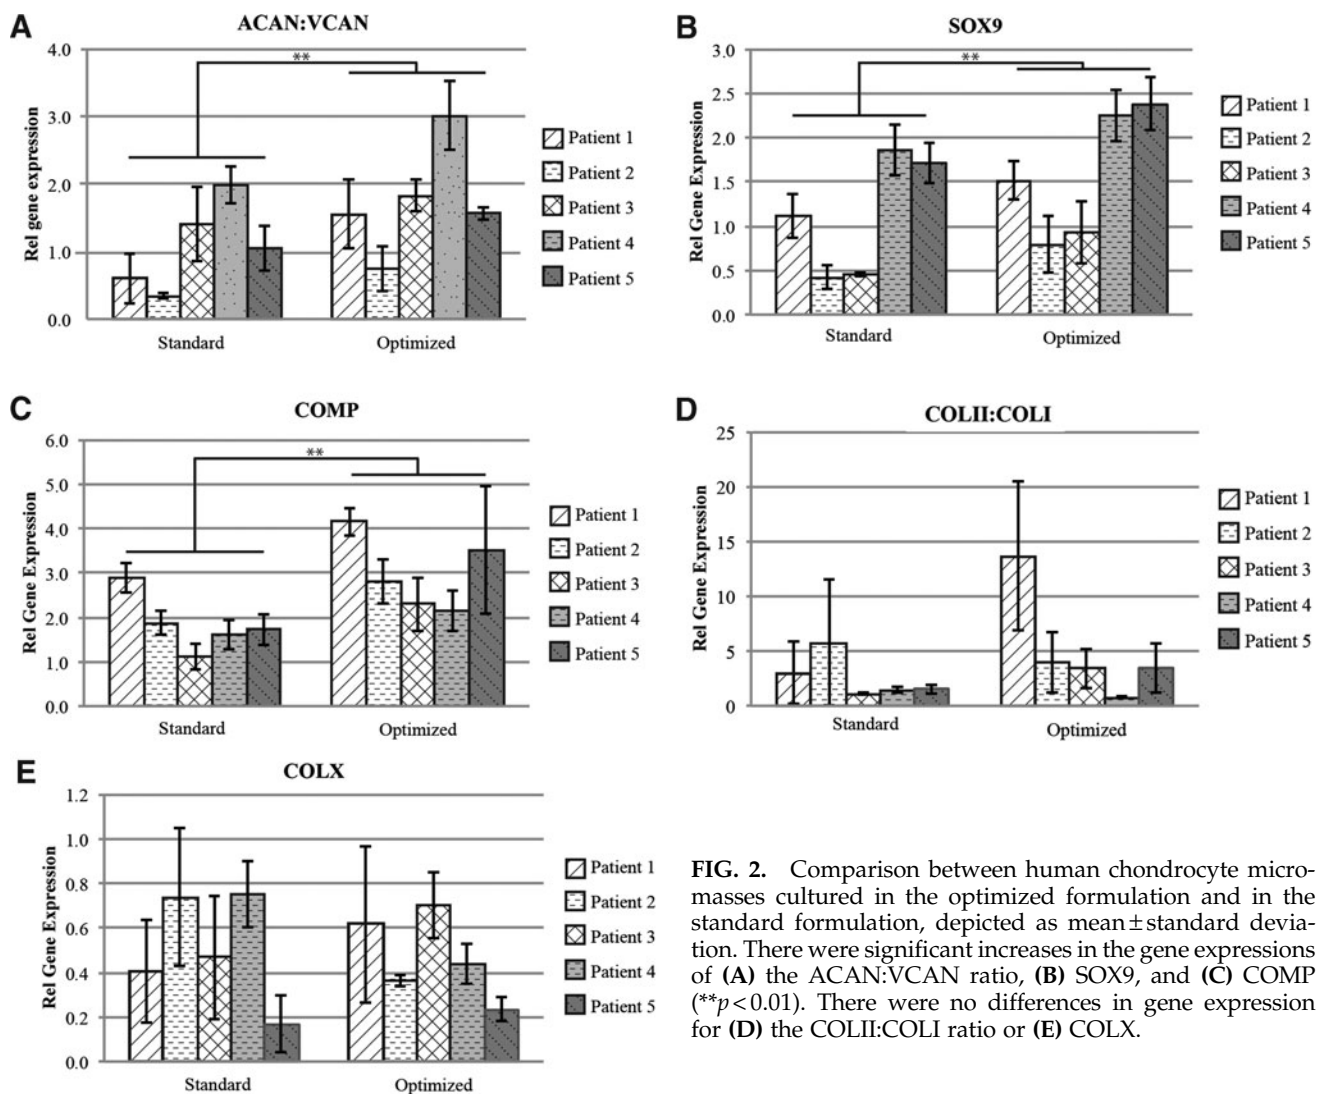 A
ACAN:VCAN
Rel gene expression
4.0
3.0
2.0
1.0
0.0
**
Standard
Optimized
Patient 1
Patient 2
Patient 3
Patient 4
Patient 5
B
SOX9
Rel Gene Expression
3.0
2.5
2.0
1.5
1.0
0.5
0.0
**
Standard
Optimized
Patient 1
Patient 2
Patient 3
Patient 4
Patient 5
C
COMP
Rel Gene Expression
6.0
5.0
4.0
3.0
2.0
1.0
0.0
**
Standard
Optimized
Patient 1
Patient 2
Patient 3
Patient 4
Patient 5
D
COLII:COLI
Rel Gene Expression
25
20
15
10
5
0
Standard
Optimized
Patient 1
Patient 2
Patient 3
Patient 4
Patient 5
E
COLX
Rel Gene Expression
1.2
1.0
0.8
0.6
0.4
0.2
0.0
Standard
Optimized
Patient 1
Patient 2
Patient 3
Patient 4
Patient 5
FIG. 2. Comparison between human chondrocyte micro-
masses cultured in the optimized formulation and in the
standard formulation, depicted as mean±standard devia-
tion. There were significant increases in the gene expressions
of (A) the ACAN:VCAN ratio, (B) SOX9, and (C) COMP
(**p<0.01). There were no differences in gene expression
for (D) the COLII:COLI ratio or (E) COLX.